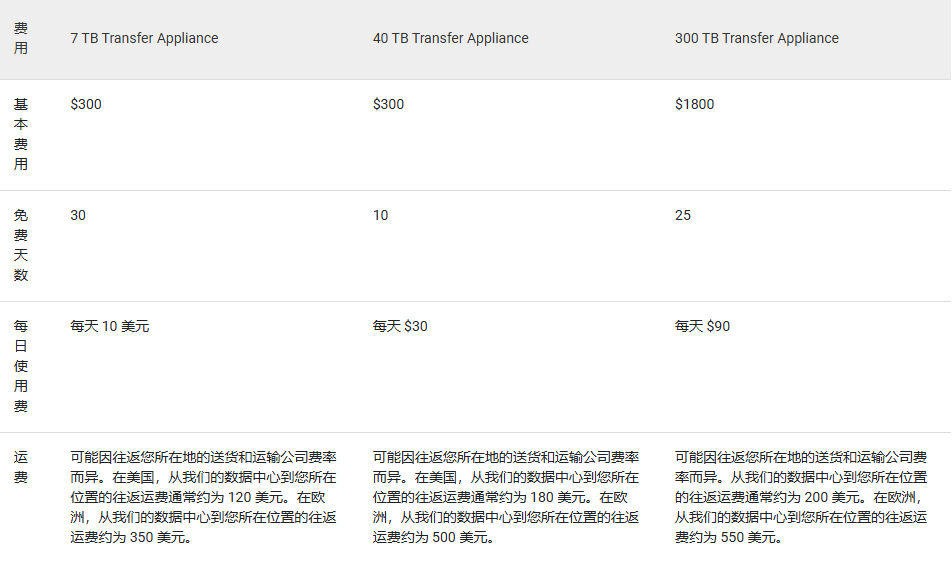 费
用
7 TB Transfer Appliance
40 TB Transfer Appliance
300 TB Transfer Appliance
基
本
费
用
$300
$300
$1800
免
费
天
数
30
10
25
每
日
使
用
费
每天 10 美元
每天 $30
每天 $90
运
费
可能因往返您所在地的送货和运输公司费率
而异。在美国，从我们的数据中心到您所在
位置的往返运费通常约为 120 美元。在欧
洲，从我们的数据中心到您所在位置的往返
运费约为 350 美元。
可能因往返您所在地的送货和运输公司费率
而异。在美国，从我们的数据中心到您所在
位置的往返运费通常约为 180 美元。在欧
洲，从我们的数据中心到您所在位置的往返
运费约为 500 美元。
可能因往返您所在地的送货和运输公司费
率而异。从我们的数据中心到您所在位置
的往返运费通常约为 200 美元。在欧洲，
从我们的数据中心到您所在位置的往返运
费约为 550 美元。